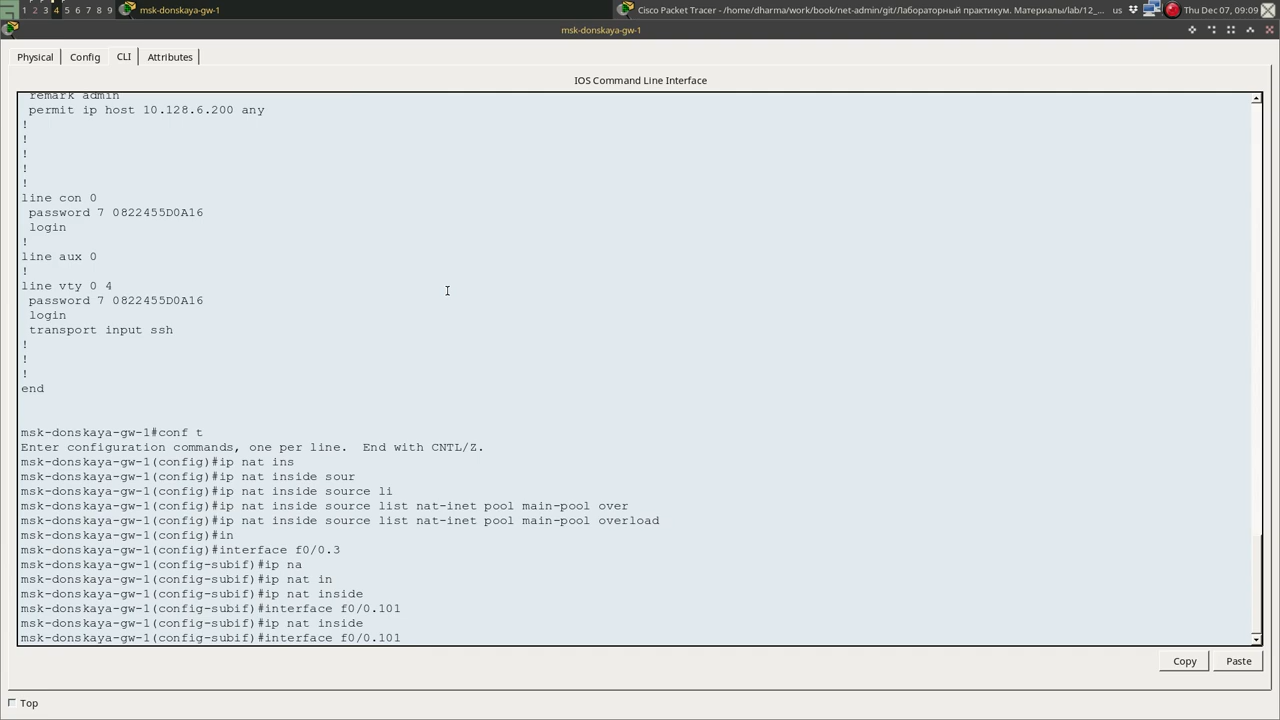 1 2 3 4 5 6 7 8 9 msk-donskaya-gw-1 Cisco Packet Tracer - /home/dharma/work/book/net-admin/git/Лабораторный практикум. Материалы/lab/12_... us Thu Dec 07, 09:09
msk-donskaya-gw-1
Physical Config CLI Attributes
IOS Command Line Interface
remark admin
permit ip host 10.128.6.200 any
!
!
!
!
!
line con 0
password 7 0822455D0A16
login
!
line aux 0
!
line vty 0 4
password 7 0822455D0A16
login
transport input ssh
!
!
!
end
msk-donskaya-gw-1#conf t
Enter configuration commands, one per line. End with CNTL/Z.
msk-donskaya-gw-1(config)#ip nat ins
msk-donskaya-gw-1(config)#ip nat inside sour
msk-donskaya-gw-1(config)#ip nat inside source li
msk-donskaya-gw-1(config)#ip nat inside source list nat-inet pool main-pool over
msk-donskaya-gw-1(config)#ip nat inside source list nat-inet pool main-pool overload
msk-donskaya-gw-1(config)#in
msk-donskaya-gw-1(config)#interface f0/0.3
msk-donskaya-gw-1(config-subif)#ip na
msk-donskaya-gw-1(config-subif)#ip nat in
msk-donskaya-gw-1(config-subif)#ip nat inside
msk-donskaya-gw-1(config-subif)#interface f0/0.101
msk-donskaya-gw-1(config-subif)#ip nat inside
msk-donskaya-gw-1(config-subif)#interface f0/0.101
Copy Paste
Top